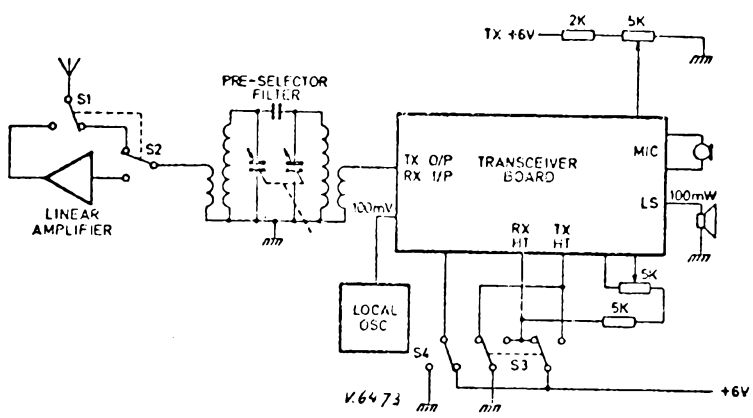 TX +6V
2K
5K
PRE-SELECTOR
FILTER
S1
S2
LINEAR
AMPLIFIER
100mV
TX O/P
RX I/P
TRANSCEIVER
BOARD
MIC
LS
100mW
RX
HT
TX
HT
5K
5K
LOCAL
OSC
S4
S3
V.6473
+6V